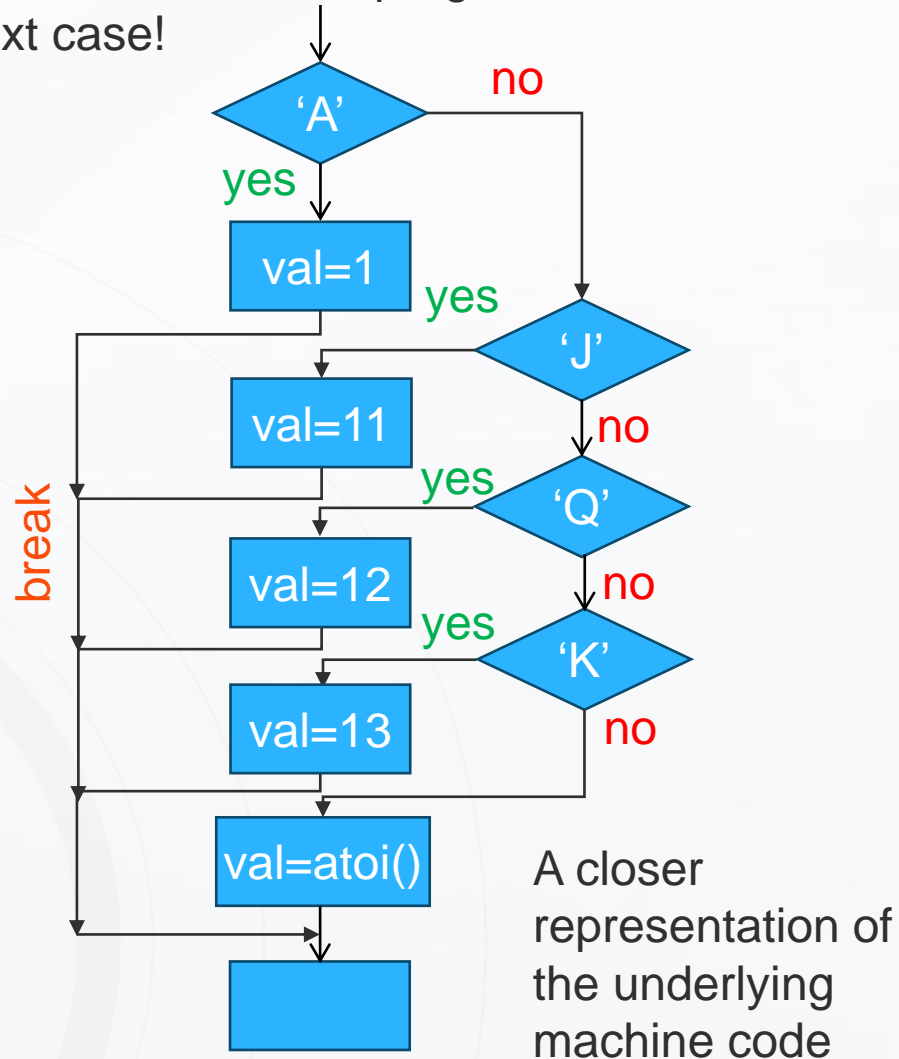 xt case!
‘A’
no
yes
val=1
yes
‘J’
val=11
no
yes
‘Q’
break
val=12
no
yes
‘K’
val=13
no
val=atoi()
A closer
representation of
the underlying
machine code